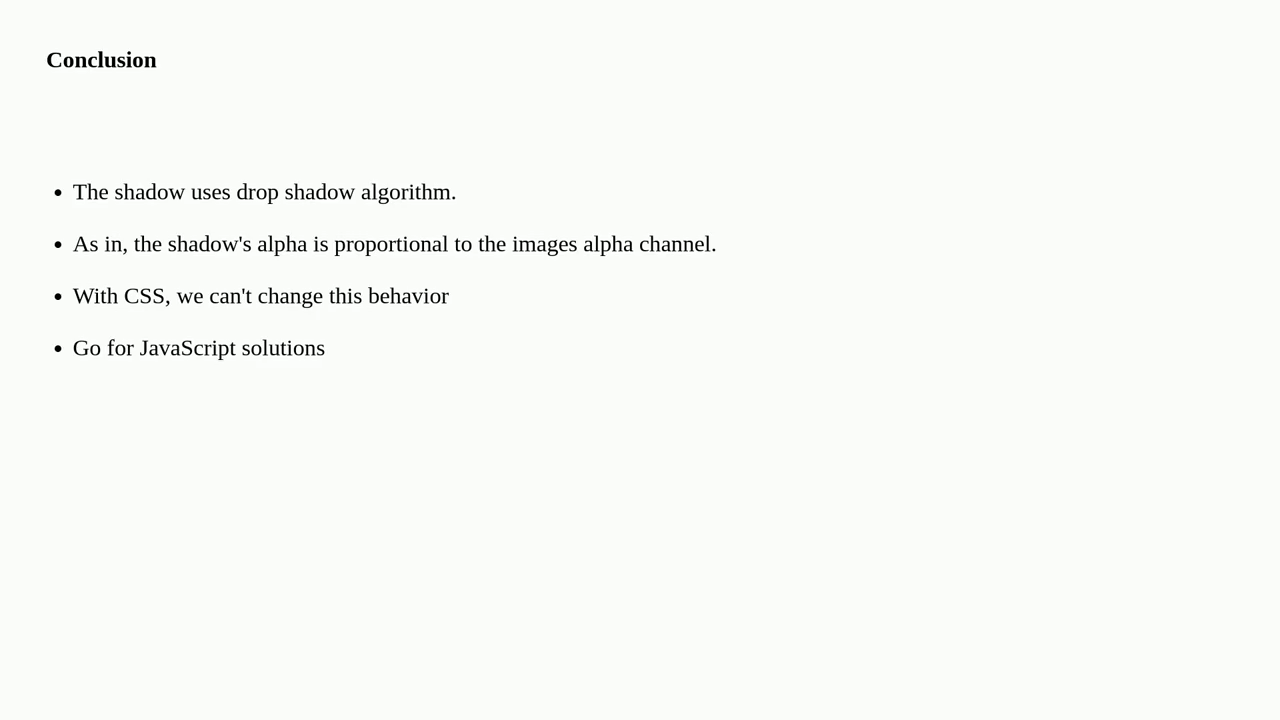 Conclusion
• The shadow uses drop shadow algorithm.
• As in, the shadow's alpha is proportional to the images alpha channel.
• With CSS, we can't change this behavior
• Go for JavaScript solutions